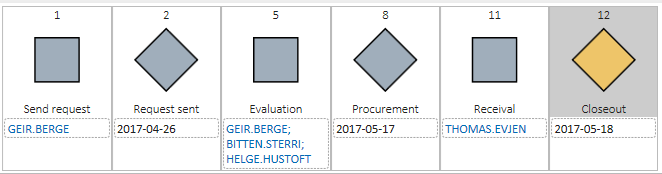 1 2 5 8 11 12
Send request Request sent Evaluation Procurement Receival Closeout
GEIR.BERGE 2017-04-26 GEIR.BERGE; 2017-05-17 THOMAS.EVJEN 2017-05-18
BITTEN.STERRI;
HELGE.HUSTOFT